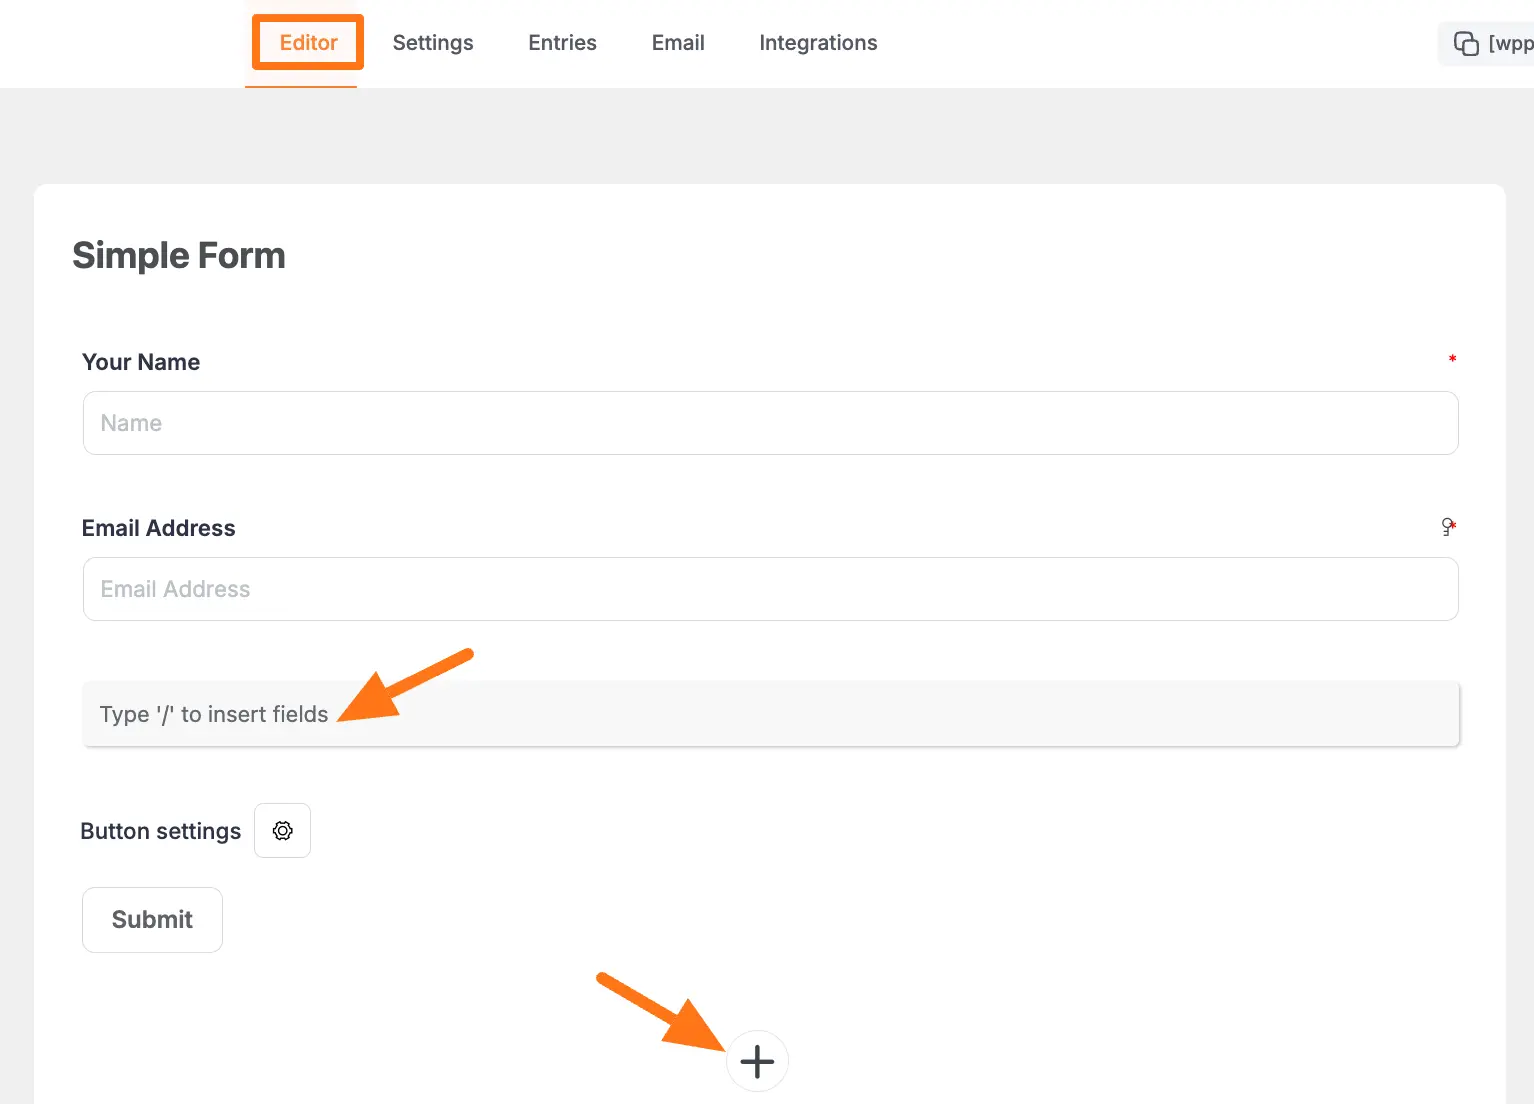 Editor Settings Entries Email Integrations [wpp
Simple Form
Your Name *
Name
Email Address *
Email Address
Type '/' to insert fields
Button settings
Submit